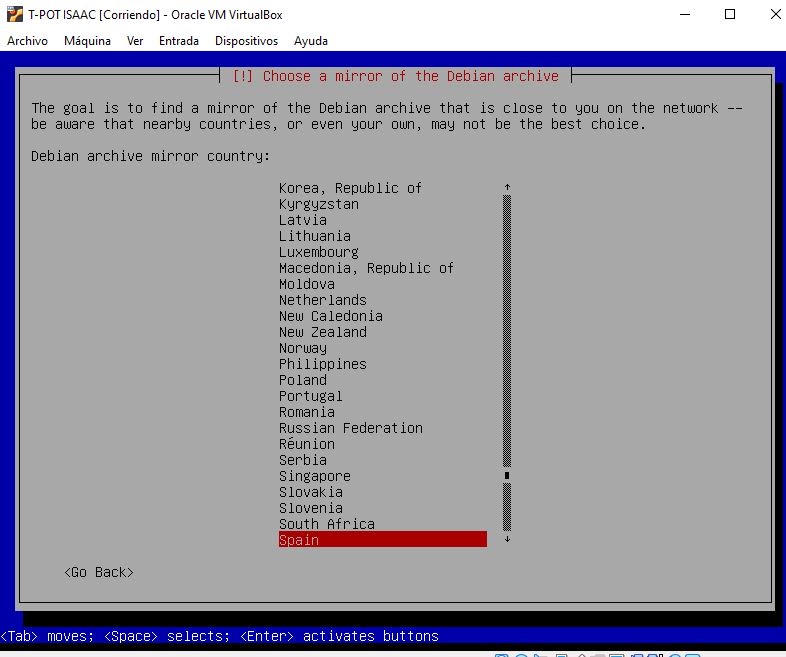 T-POT ISAAC [Corriendo] - Oracle VM VirtualBox
Archivo Máquina Ver Entrada Dispositivos Ayuda
[!] Choose a mirror of the Debian archive
The goal is to find a mirror of the Debian archive that is close to you on the network --
be aware that nearby countries, or even your own, may not be the best choice.
Debian archive mirror country:
Korea, Republic of
Kyrgyzstan
Latvia
Lithuania
Luxembourg
Macedonia, Republic of
Moldova
Netherlands
New Caledonia
New Zealand
Norway
Philippines
Poland
Portugal
Romania
Russian Federation
Réunion
Serbia
Singapore
Slovakia
Slovenia
South Africa
Spain
<Go Back>
<Tab> moves; <Space> selects; <Enter> activates buttons